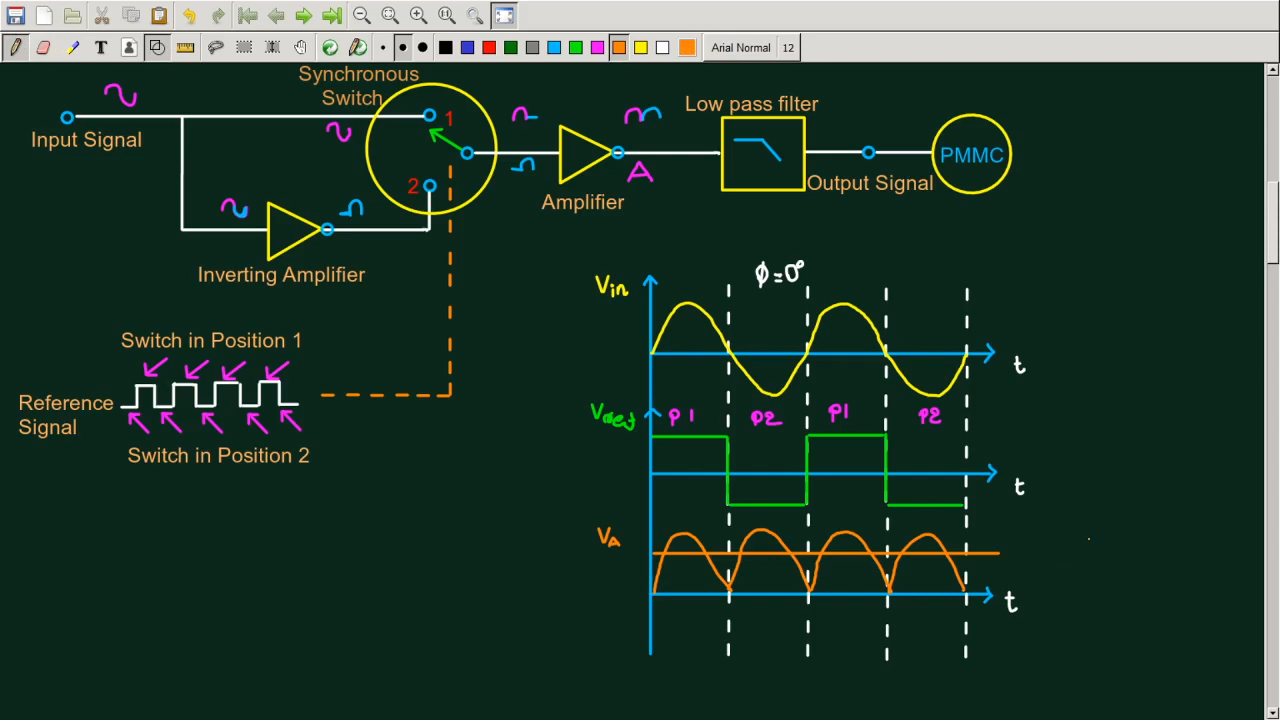 Arial Normal 12
Synchronous
Switch
Input Signal
1
2
Inverting Amplifier
Amplifier
A
Low pass filter
Output Signal
PMMC
Switch in Position 1
Reference
Signal
Switch in Position 2
Vin
ϕ=0°
t
Vref
P1 P2 P1 P2
t
VA
t